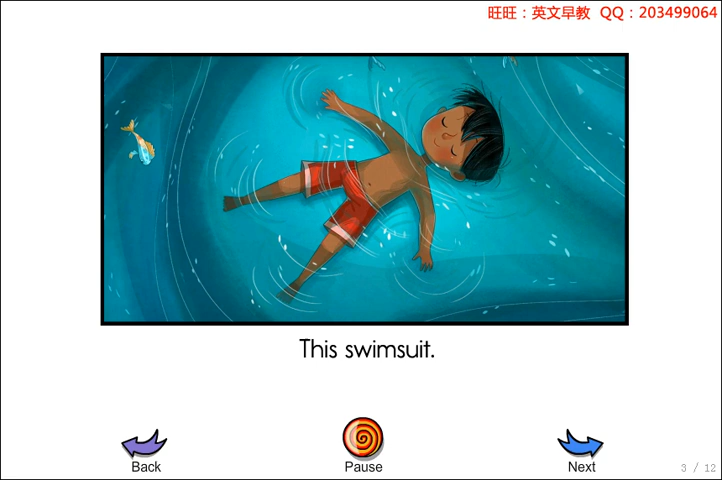 旺旺：英文早教  QQ：203499064
This swimsuit.
Back
Pause
Next
3 / 12